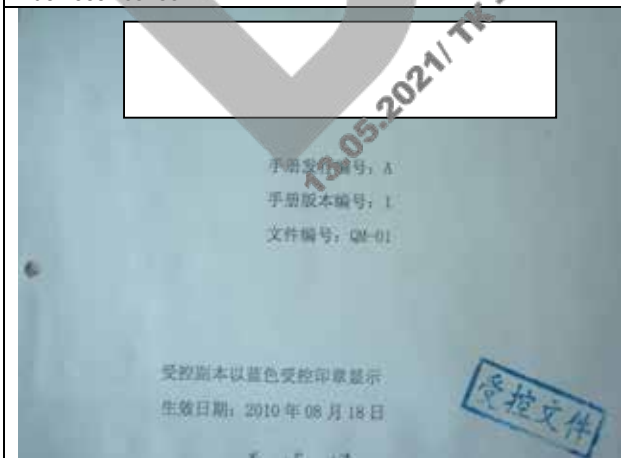 13.05.2021/ TK
手册发行编号：A
手册版本编号：1
文件编号：QM-01
受控副本以蓝色受控印章显示
生效日期：2010 年 08 月 18 日
受控文件